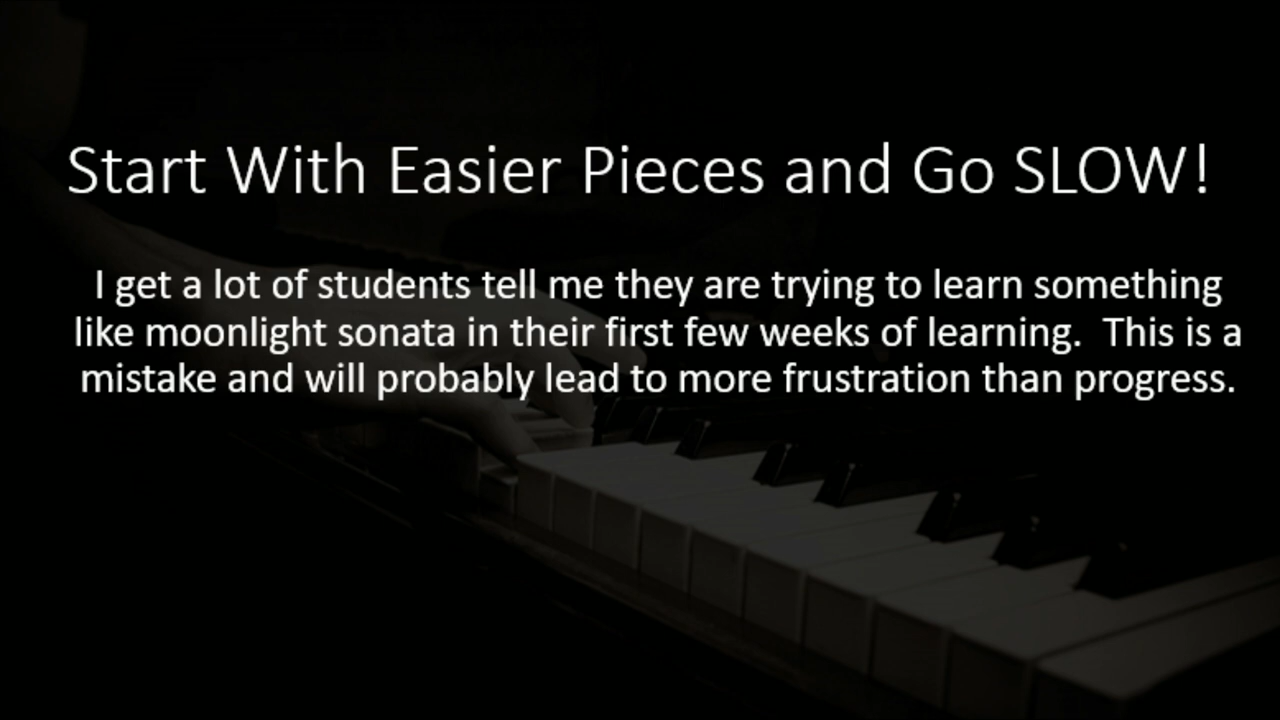 Start With Easier Pieces and Go SLOW!
I get a lot of students tell me they are trying to learn something
like moonlight sonata in their first few weeks of learning.  This is a
mistake and will probably lead to more frustration than progress.